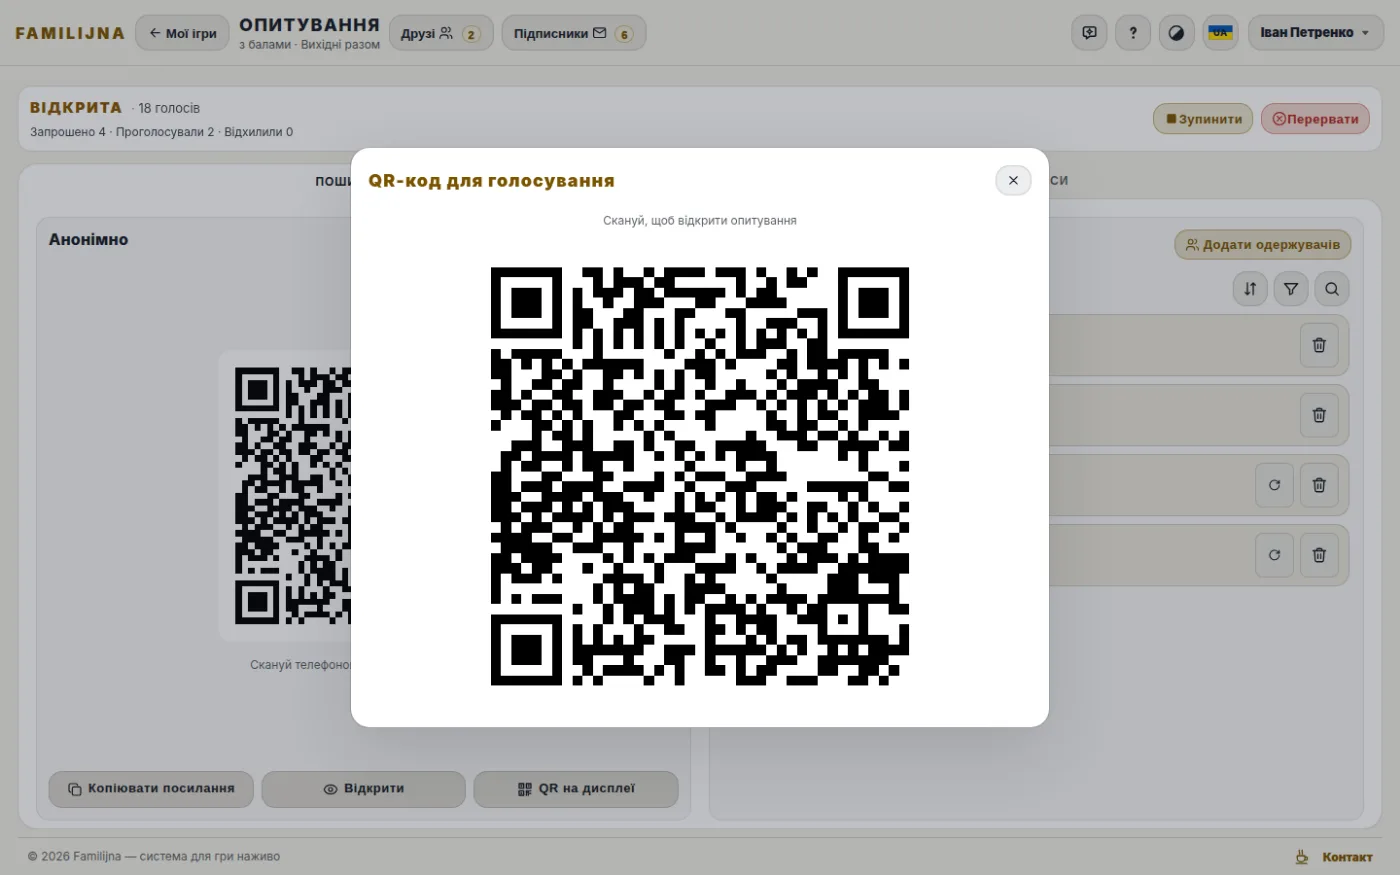 FAMILIJNA
Мої ігри
ОПИТУВАННЯ
з балами · Вихідні разом
Друзі 2
Підписники 6
?
UA
Іван Петренко
ВІДКРИТА · 18 голосів
Запрошено 4 · Проголосували 2 · Відхилили 0
Зупинити
Перервати
QR-код для голосування
Скануй, щоб відкрити опитування
Анонімно
Додати одержувачів
Скануй
Копіювати посилання
Відкрити
QR на дисплеї
© 2026 Familijna — система для гри наживо
Контакт